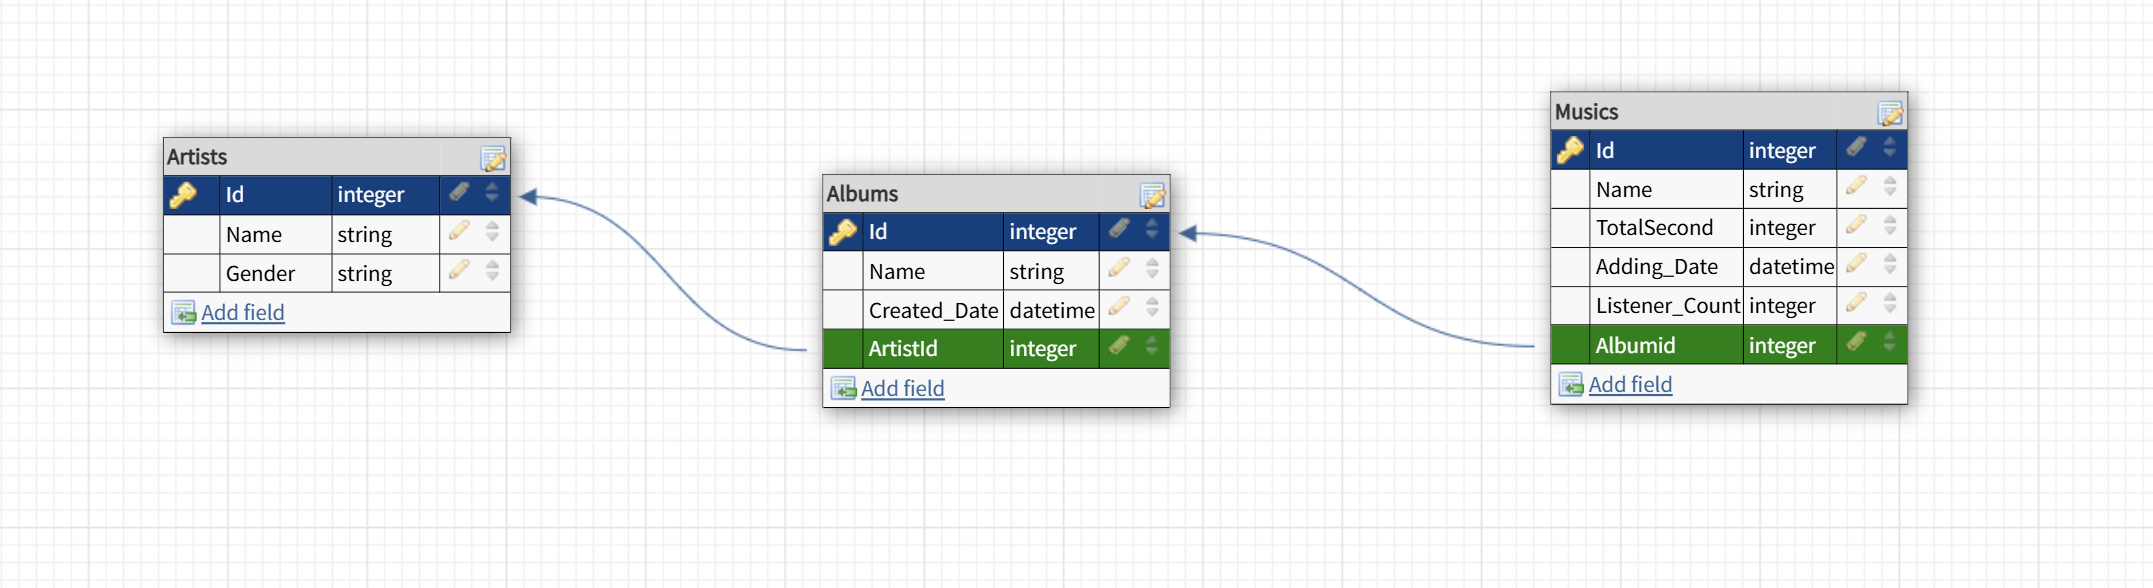 Artists
Id integer
Name string
Gender string
Add field
Albums
Id integer
Name string
Created_Date datetime
ArtistId integer
Add field
Musics
Id integer
Name string
TotalSecond integer
Adding_Date datetime
Listener_Count integer
Albumid integer
Add field